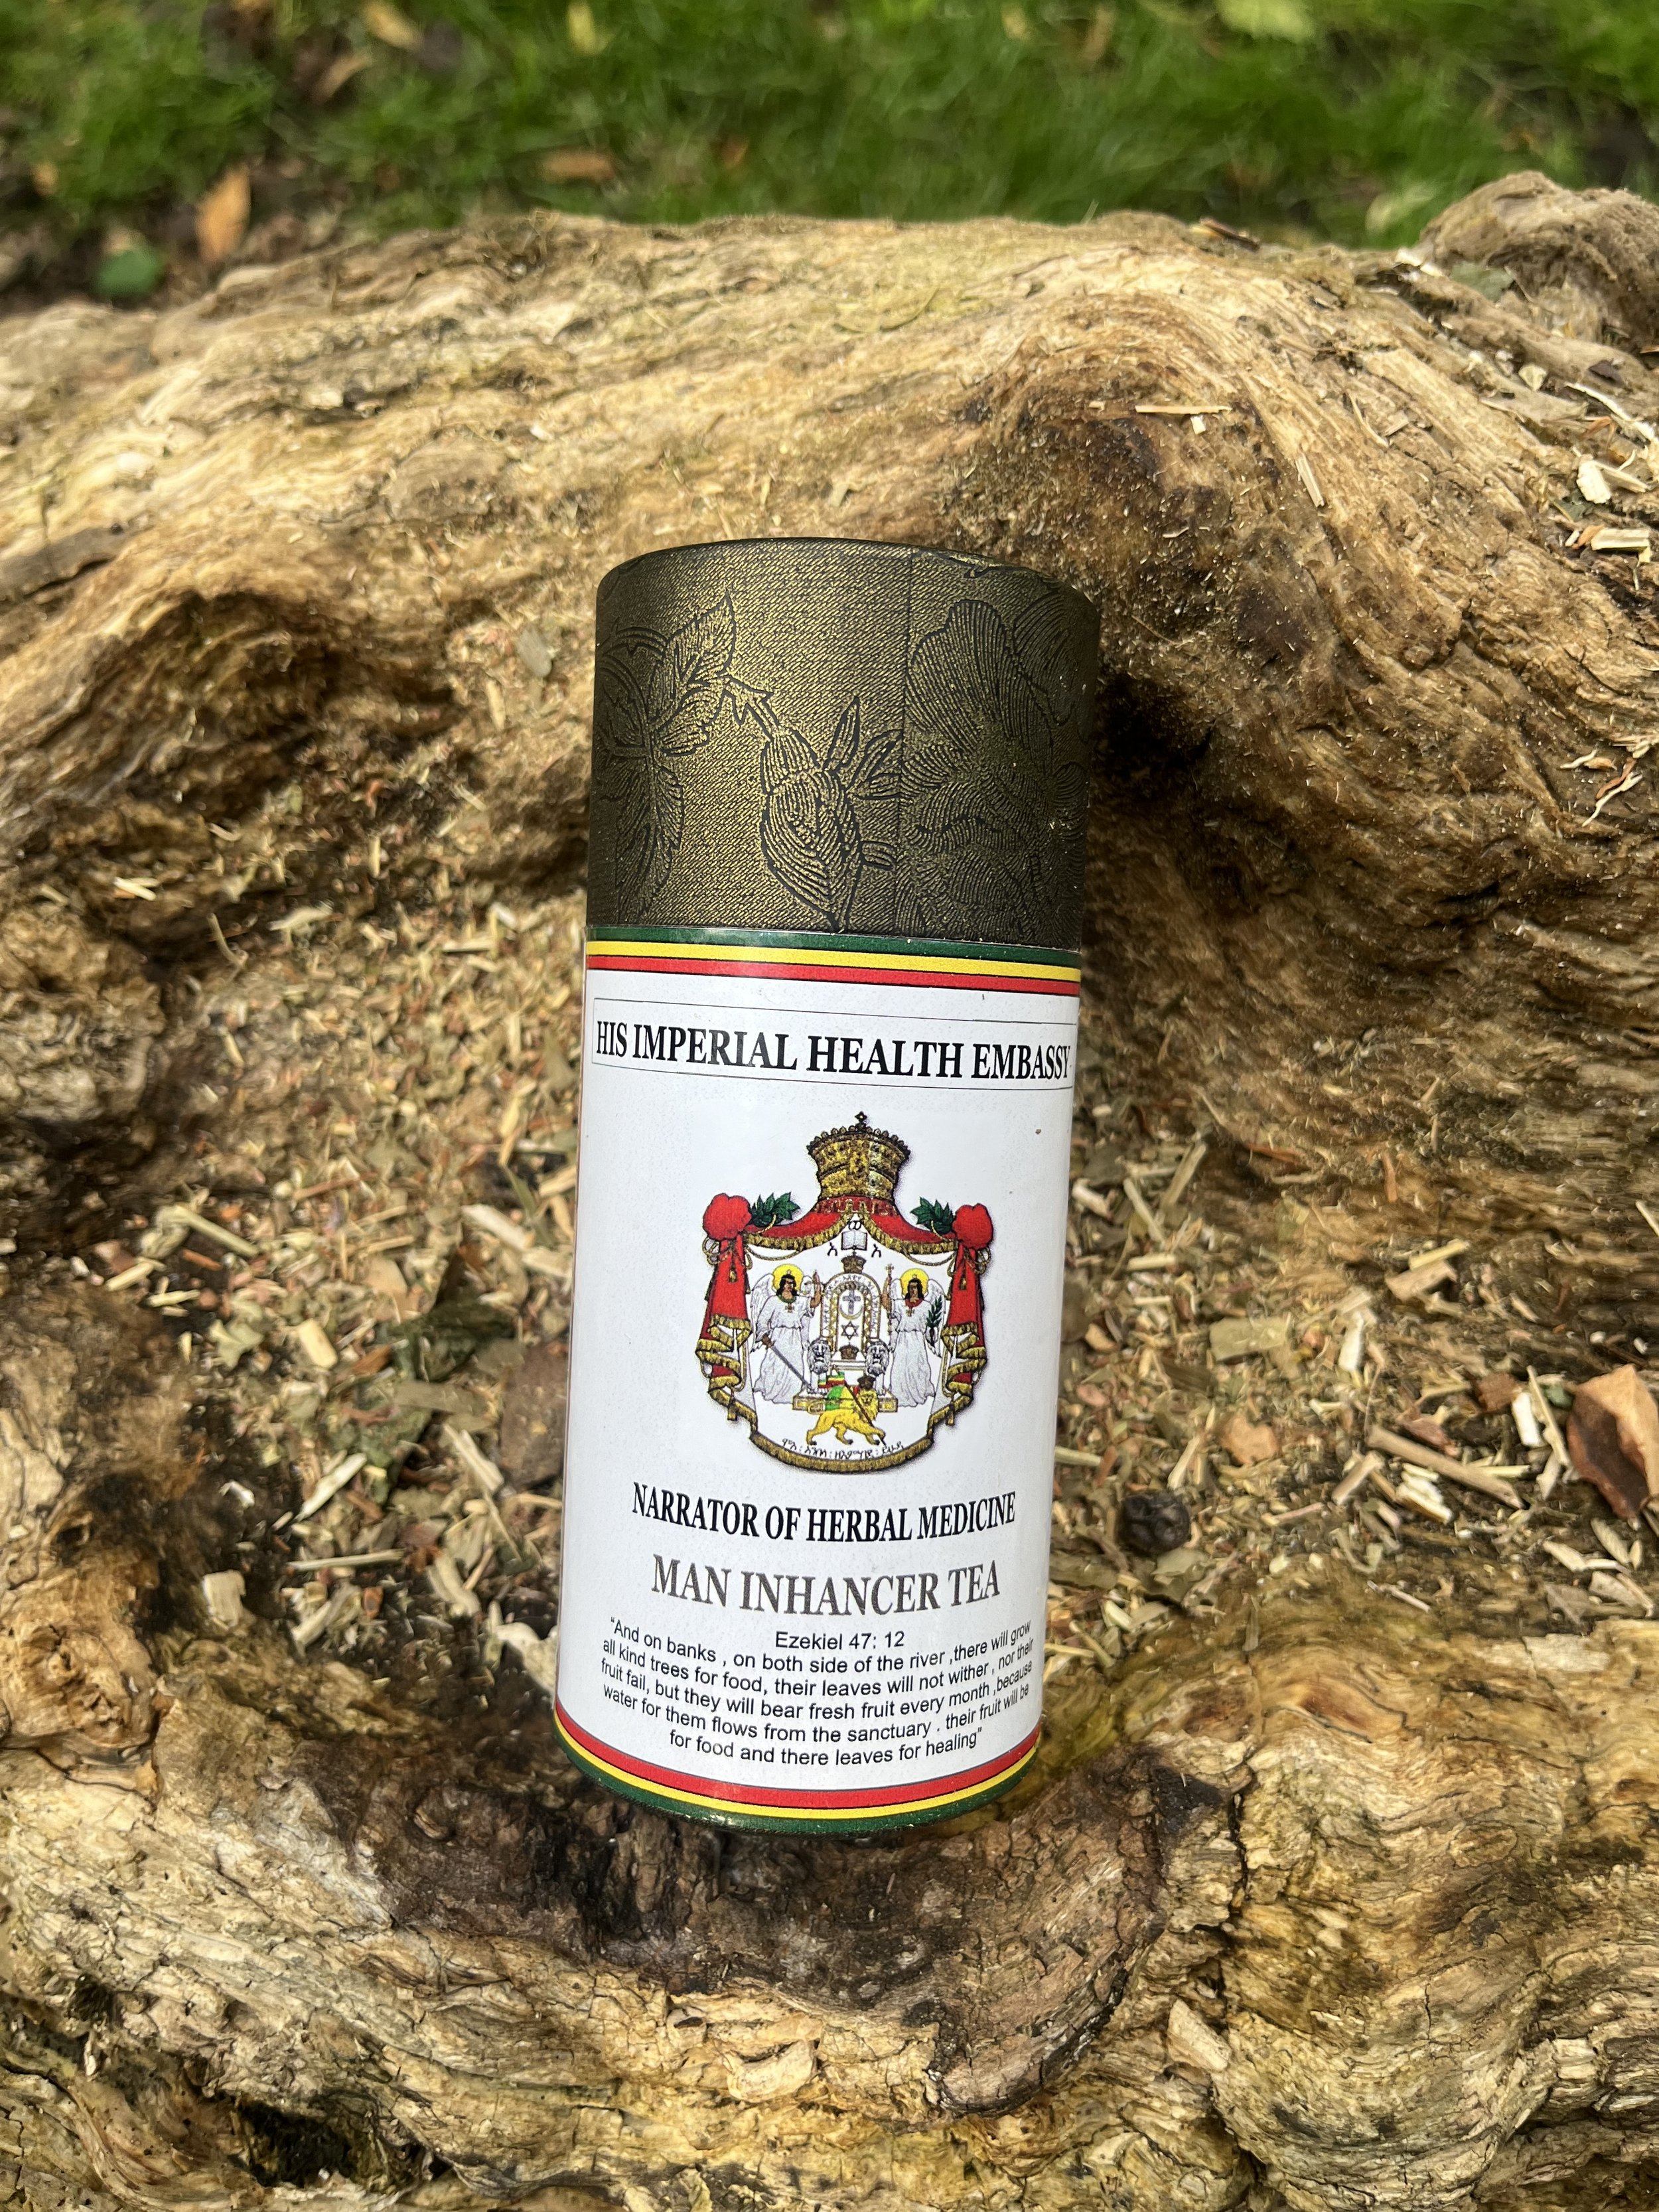 HIS IMPERIAL HEALTH EMBASSY
NARRATOR OF HERBAL MEDICINE
MAN INHANCER TEA
Ezekiel 47: 12
“And on banks , on both side of the river ,there will grow
all kind trees for food, their leaves will not wither , nor their
fruit fail, but they will bear fresh fruit every month ,because
water for them flows from the sanctuary . their fruit will be
for food and there leaves for healing”